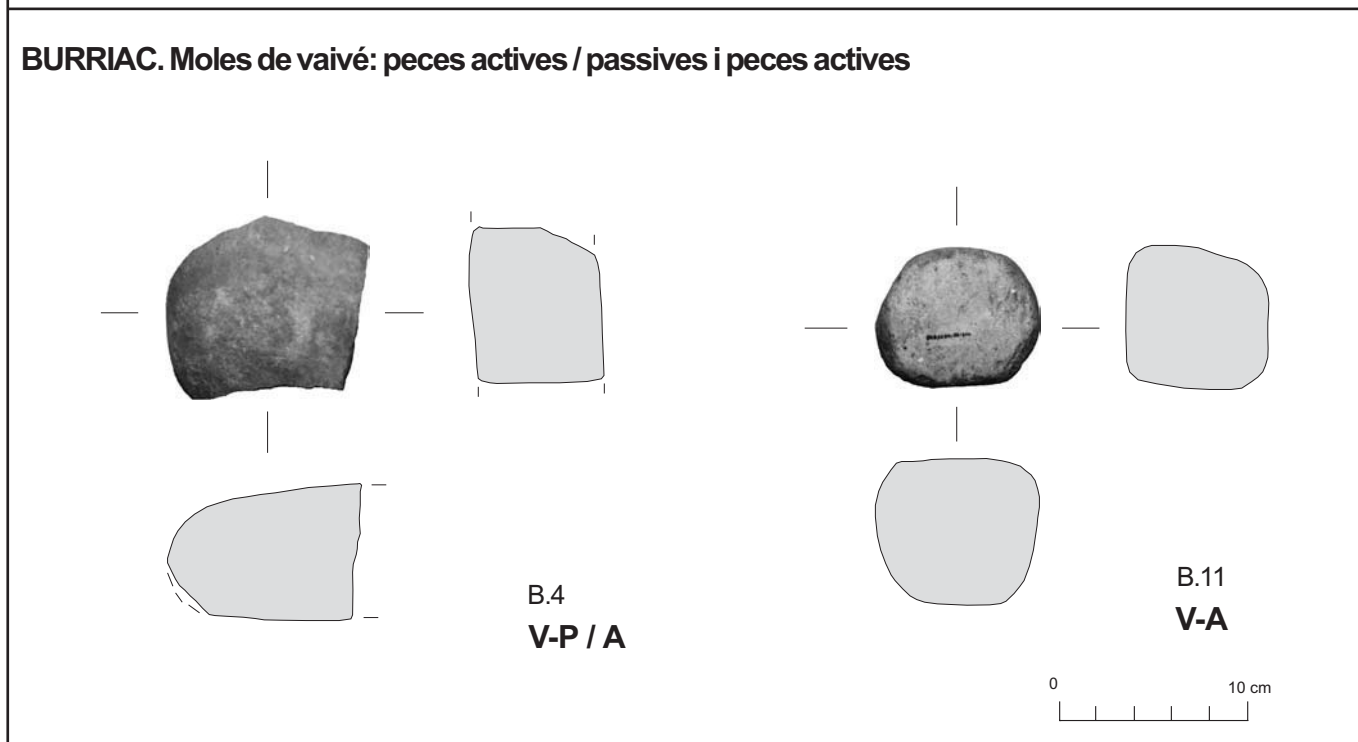 BURRIAC. Moles de vaivé: peces actives / passives i peces actives
B.4
V-P / A
B.11
V-A
0 10 cm